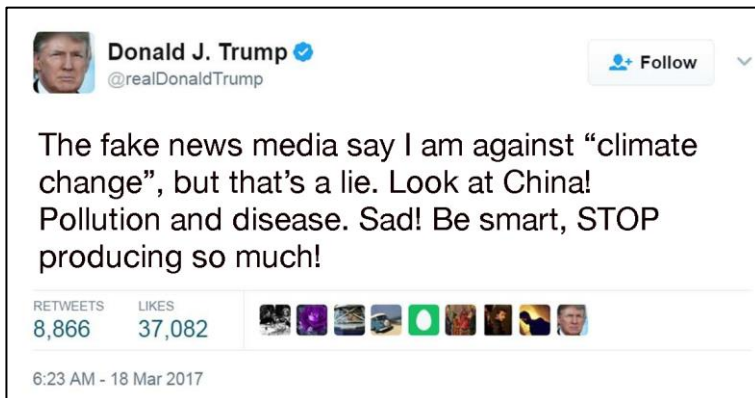 Donald J. Trump
@realDonaldTrump
Follow
The fake news media say I am against “climate
change”, but that’s a lie. Look at China!
Pollution and disease. Sad! Be smart, STOP
producing so much!
RETWEETS LIKES
8,866 37,082
6:23 AM - 18 Mar 2017